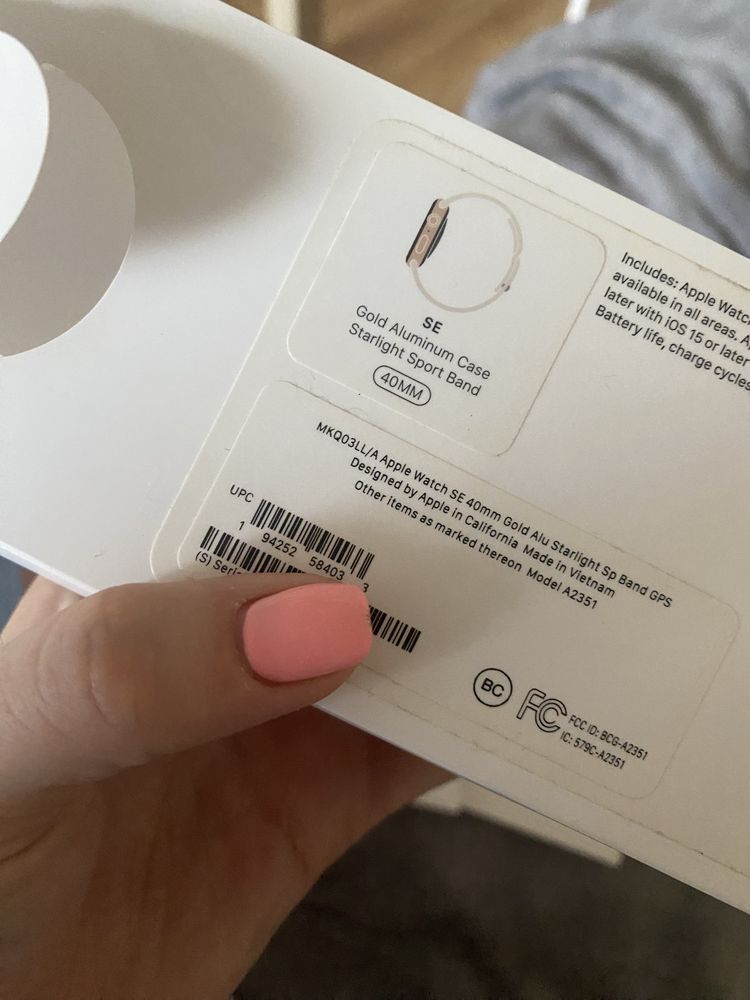 SE
Gold Aluminum Case
Starlight Sport Band
40MM
Includes: Apple Watch
available in all areas.
later with iOS 15 or later
Battery life, charge cycles
MKQ03LL/A Apple Watch SE 40mm Gold Alu Starlight Sp Band GPS
Designed by Apple in California Made in Vietnam
Other items as marked thereon Model A2351
UPC
1 94252 58403 3
(S) Seri
BC
FC
FCC ID: BCG-A2351
IC: 579C-A2351